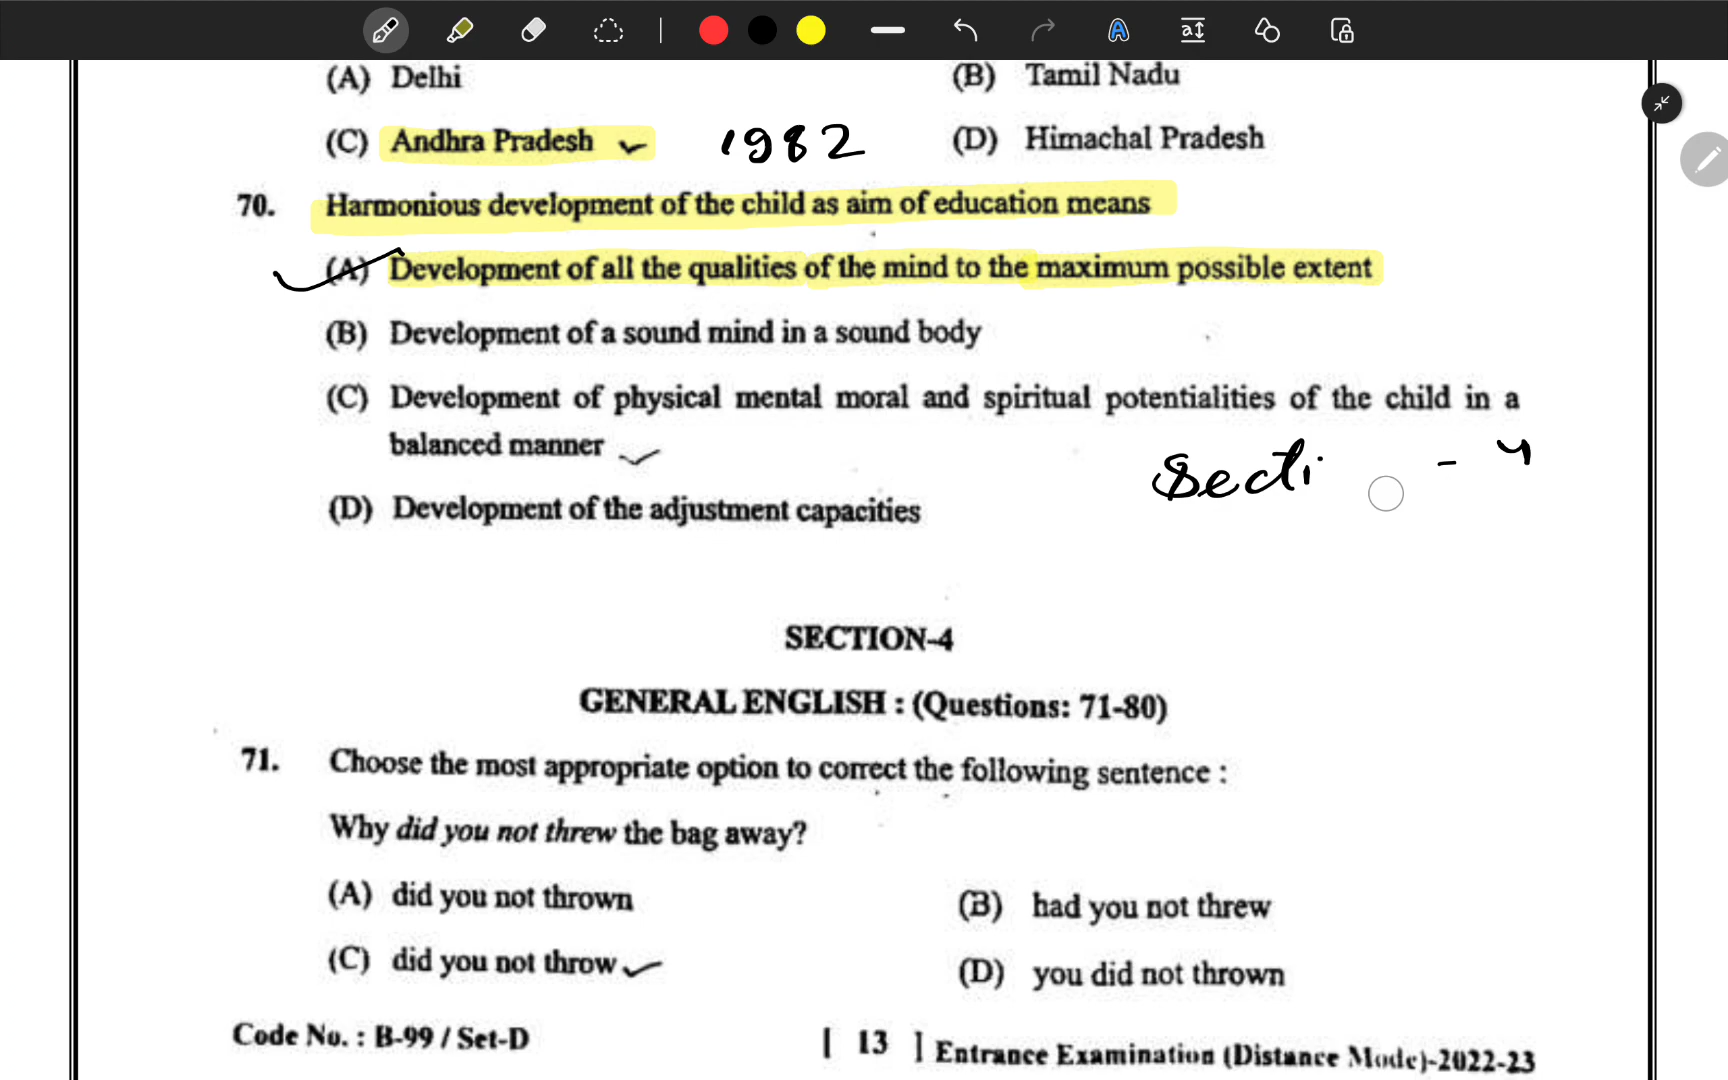 (A) Delhi
(B) Tamil Nadu
(C) Andhra Pradesh
1982
(D) Himachal Pradesh
70. Harmonious development of the child as aim of education means
(A) Development of all the qualities of the mind to the maximum possible extent
(B) Development of a sound mind in a sound body
(C) Development of physical mental moral and spiritual potentialities of the child in a
balanced manner
Secti - 4
(D) Development of the adjustment capacities
SECTION-4
GENERAL ENGLISH : (Questions: 71-80)
71. Choose the most appropriate option to correct the following sentence :
Why did you not threw the bag away?
(A) did you not thrown
(B) had you not threw
(C) did you not throw
(D) you did not thrown
Code No. : B-99 / Set-D
[ 13 ]
Entrance Examination (Distance Mode)-2022-23